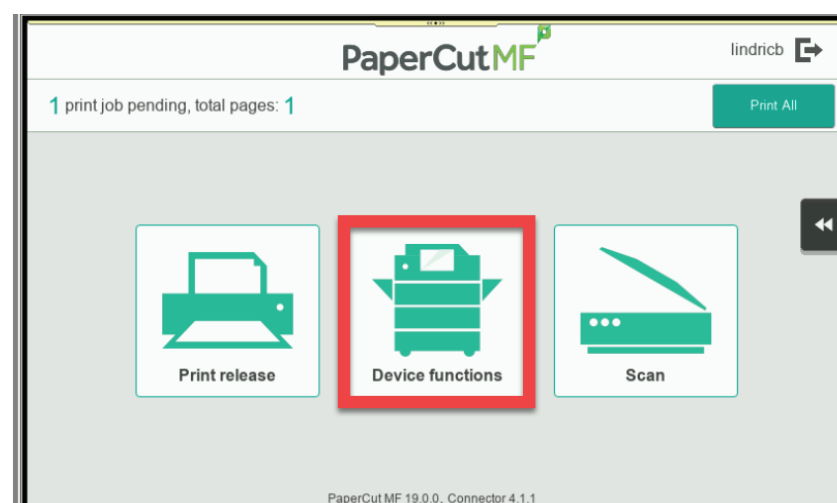 PaperCutMF
lindricb
1 print job pending, total pages: 1
Print All
Print release
Device functions
Scan
PaperCut MF 19.0.0, Connector 4.1.1